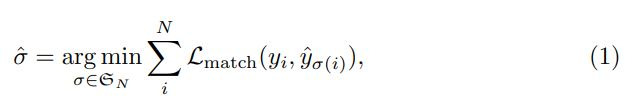 σ̂ = arg min_{σ∈𝔖_N} ∑_i^N ℒ_match(y_i, ŷ_{σ(i)}), (1)